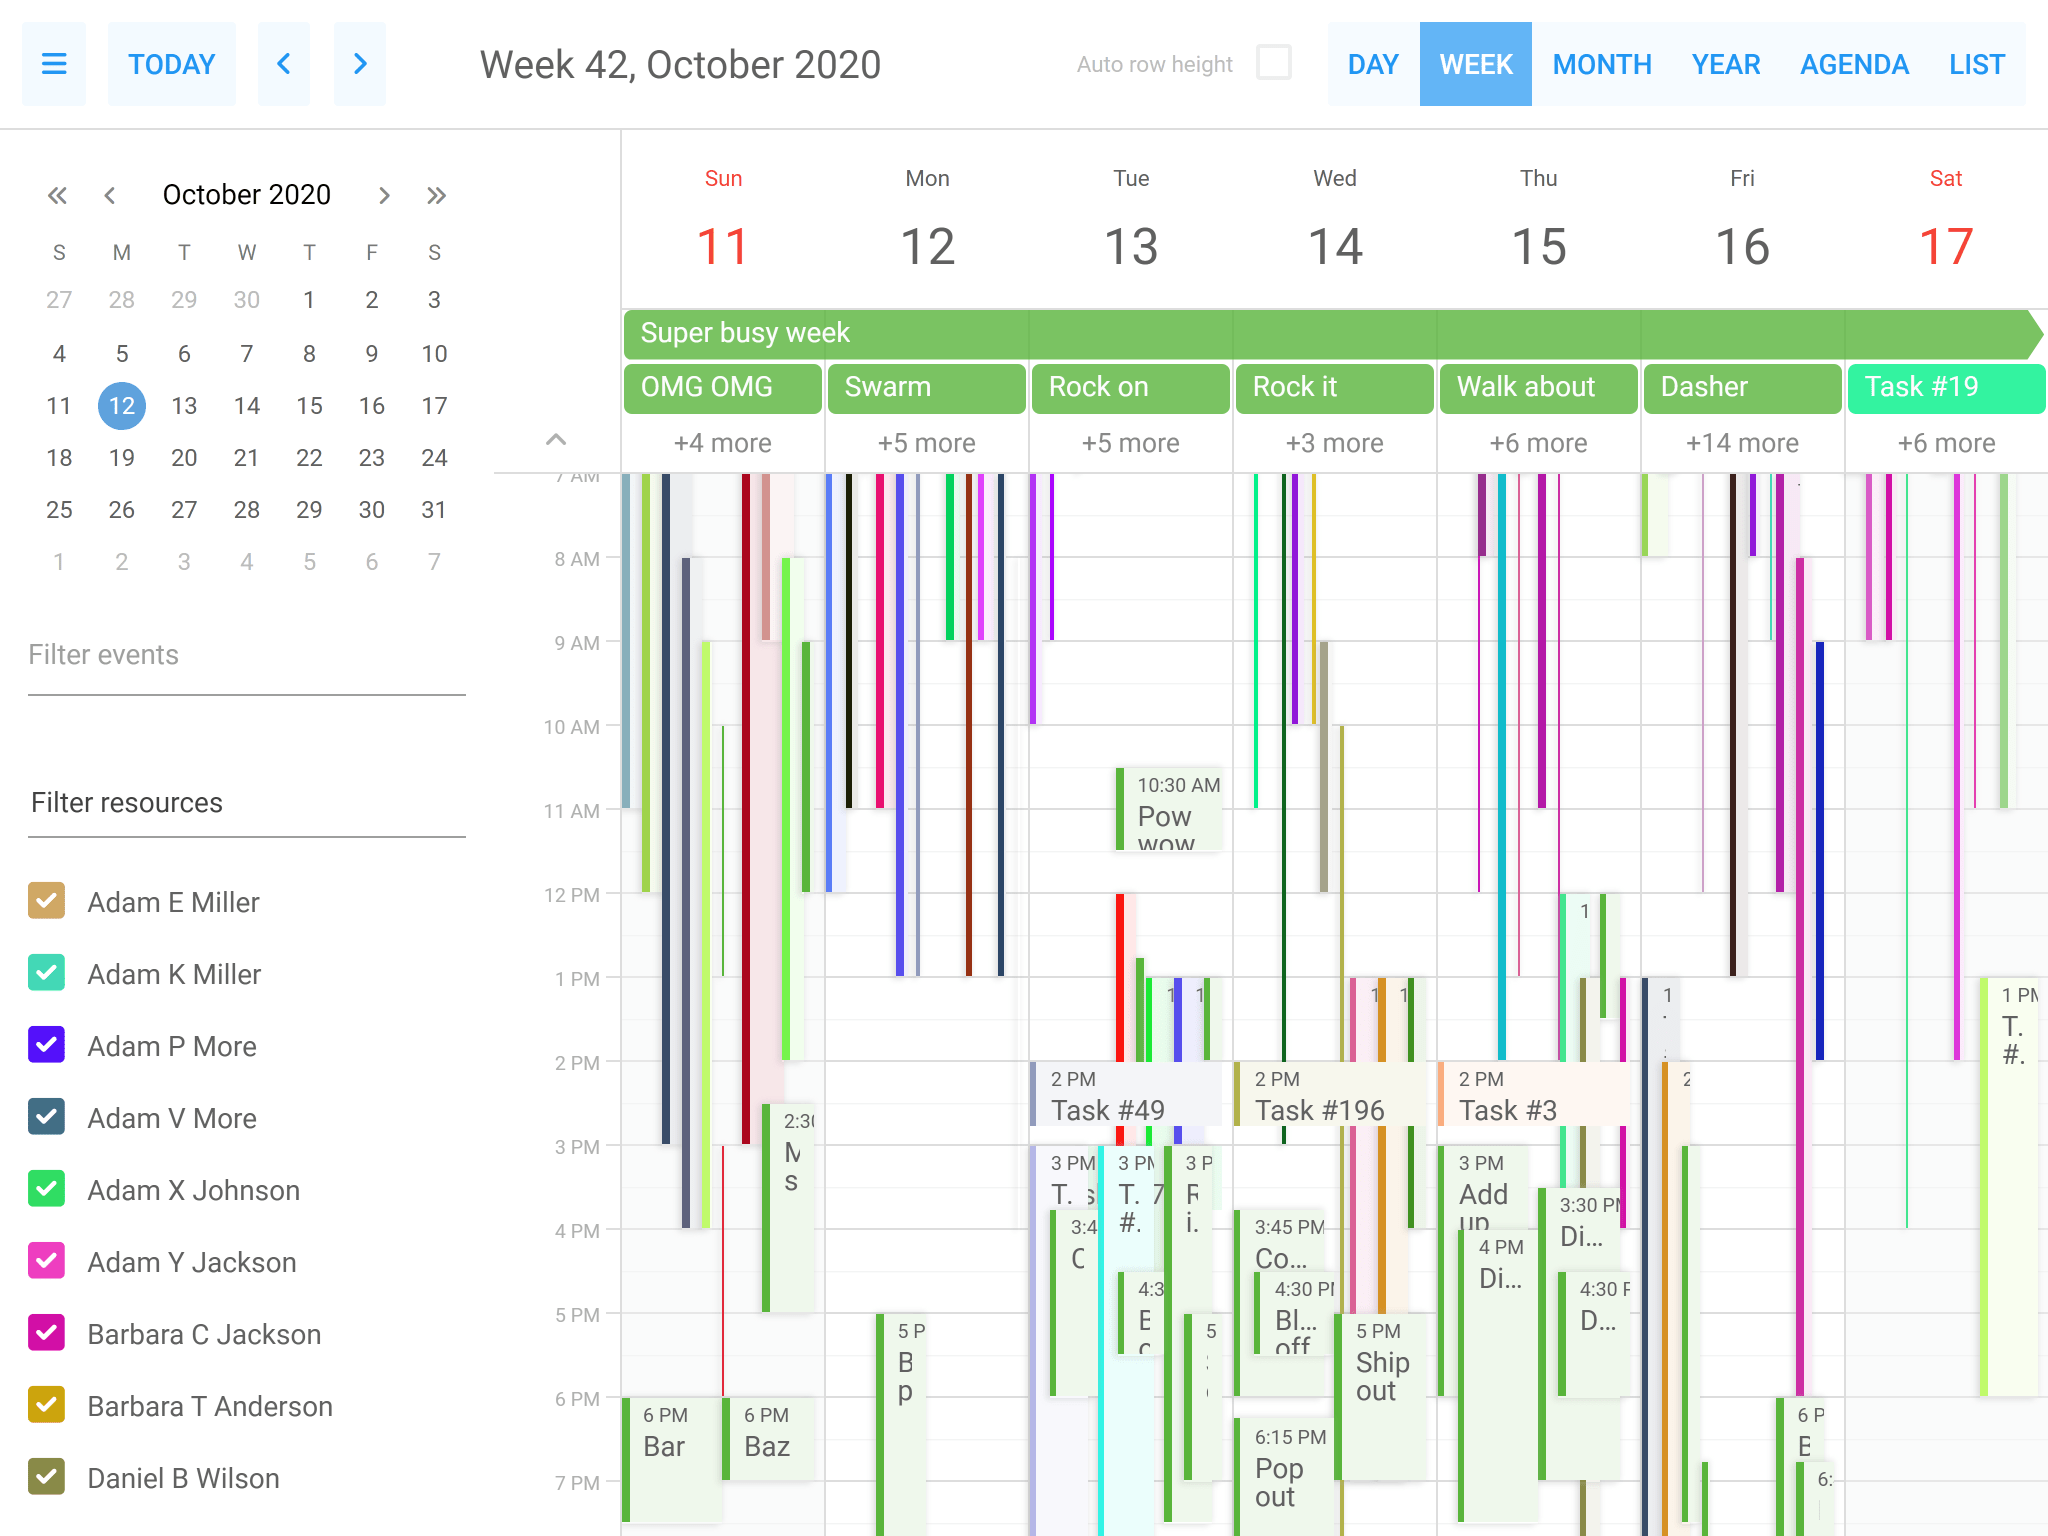 TODAY
Week 42, October 2020
Auto row height
DAY WEEK MONTH YEAR AGENDA LIST
October 2020
S M T W T F S
27 28 29 30 1 2 3
4 5 6 7 8 9 10
11 12 13 14 15 16 17
18 19 20 21 22 23 24
25 26 27 28 29 30 31
1 2 3 4 5 6 7
Filter events
Filter resources
Adam E Miller
Adam K Miller
Adam P More
Adam V More
Adam X Johnson
Adam Y Jackson
Barbara C Jackson
Barbara T Anderson
Daniel B Wilson
Sun Mon Tue Wed Thu Fri Sat
11 12 13 14 15 16 17
Super busy week
OMG OMG Swarm Rock on Rock it Walk about Dasher Task #19
+4 more +5 more +5 more +3 more +6 more +14 more +6 more
7 AM
8 AM
9 AM
10 AM
11 AM
12 PM
1 PM
2 PM
3 PM
4 PM
5 PM
6 PM
7 PM
2:30
M
s
6 PM
Bar
6 PM
Baz
5 P
B
p
10:30 AM
Pow
wow
2 PM
Task #49
3 PM
3 PM
T.
#.
3 P
R
i.
3:4
C
4:3
5
2 PM
Task #196
3:45 PM
Co...
4:30 PM
Bl...
off
5 PM
Ship
out
6:15 PM
Pop
out
2 PM
Task #3
3 PM
Add
up
4 PM
Di...
3:30 PM
Di...
4:30 P
D...
6 P
6:
1 PM
T.
#.